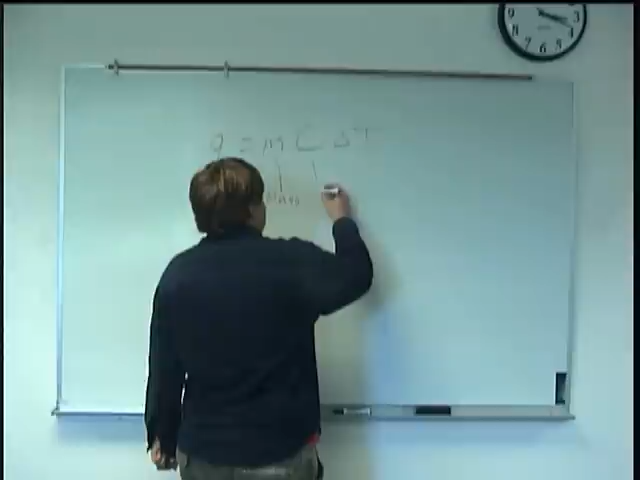 q = m C ΔT
mass